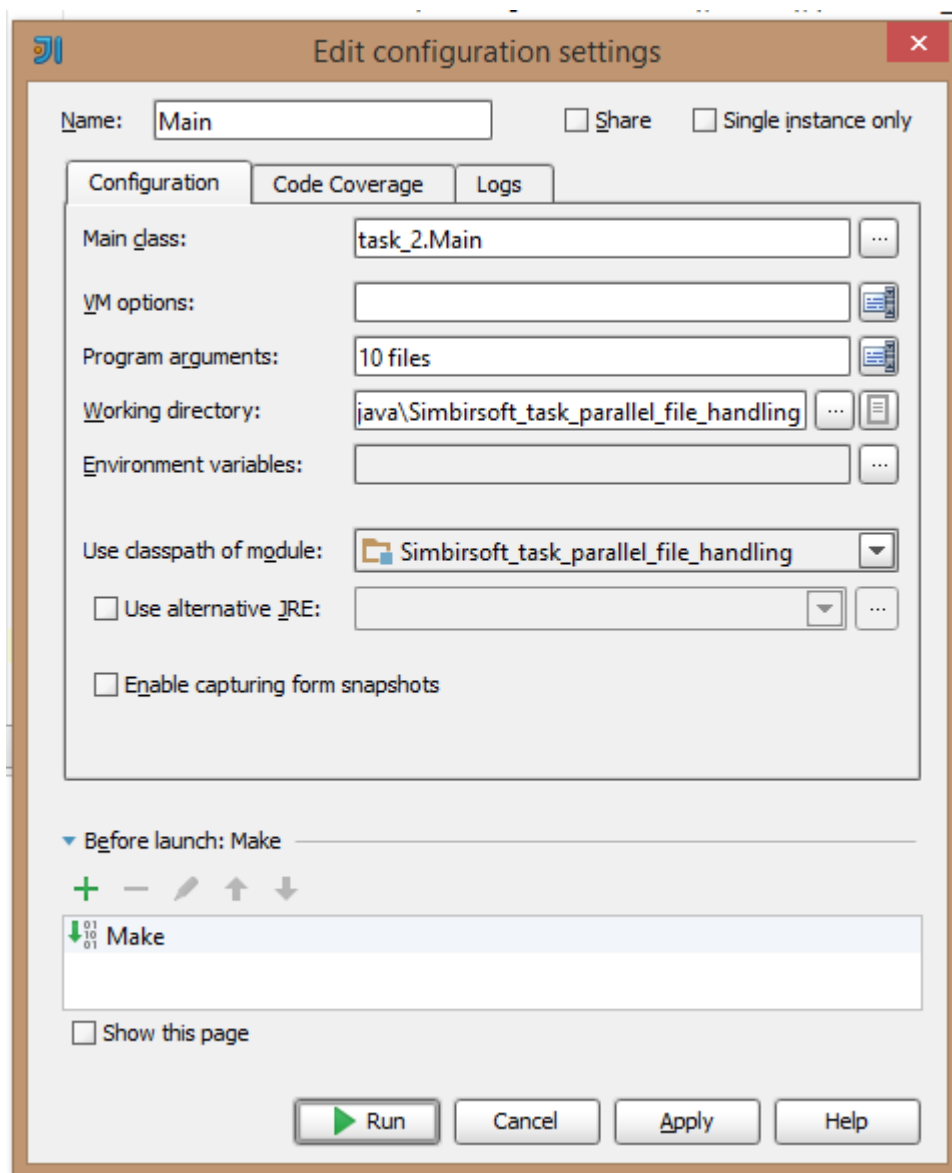 Edit configuration settings
Name: Main Share Single instance only
Configuration Code Coverage Logs
Main class: task_2.Main
VM options:
Program arguments: 10 files
Working directory: java\Simbirsoft_task_parallel_file_handling
Environment variables:
Use classpath of module: Simbirsoft_task_parallel_file_handling
Use alternative JRE:
Enable capturing form snapshots
Before launch: Make
Make
Show this page
Run Cancel Apply Help